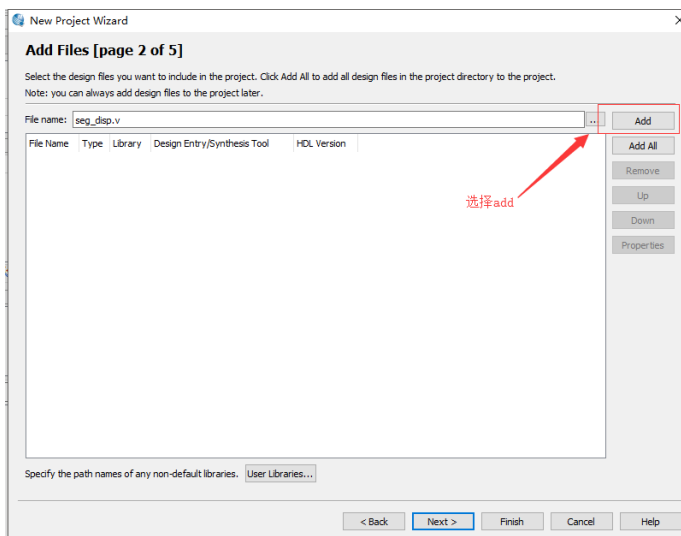 New Project Wizard
Add Files [page 2 of 5]
Select the design files you want to include in the project. Click Add All to add all design files in the project directory to the project.
Note: you can always add design files to the project later.
File name: seg_disp.v ... Add
File Name Type Library Design Entry/Synthesis Tool HDL Version Add All
Remove
选择add
Up
Down
Properties
Specify the path names of any non-default libraries. User Libraries...
< Back Next > Finish Cancel Help